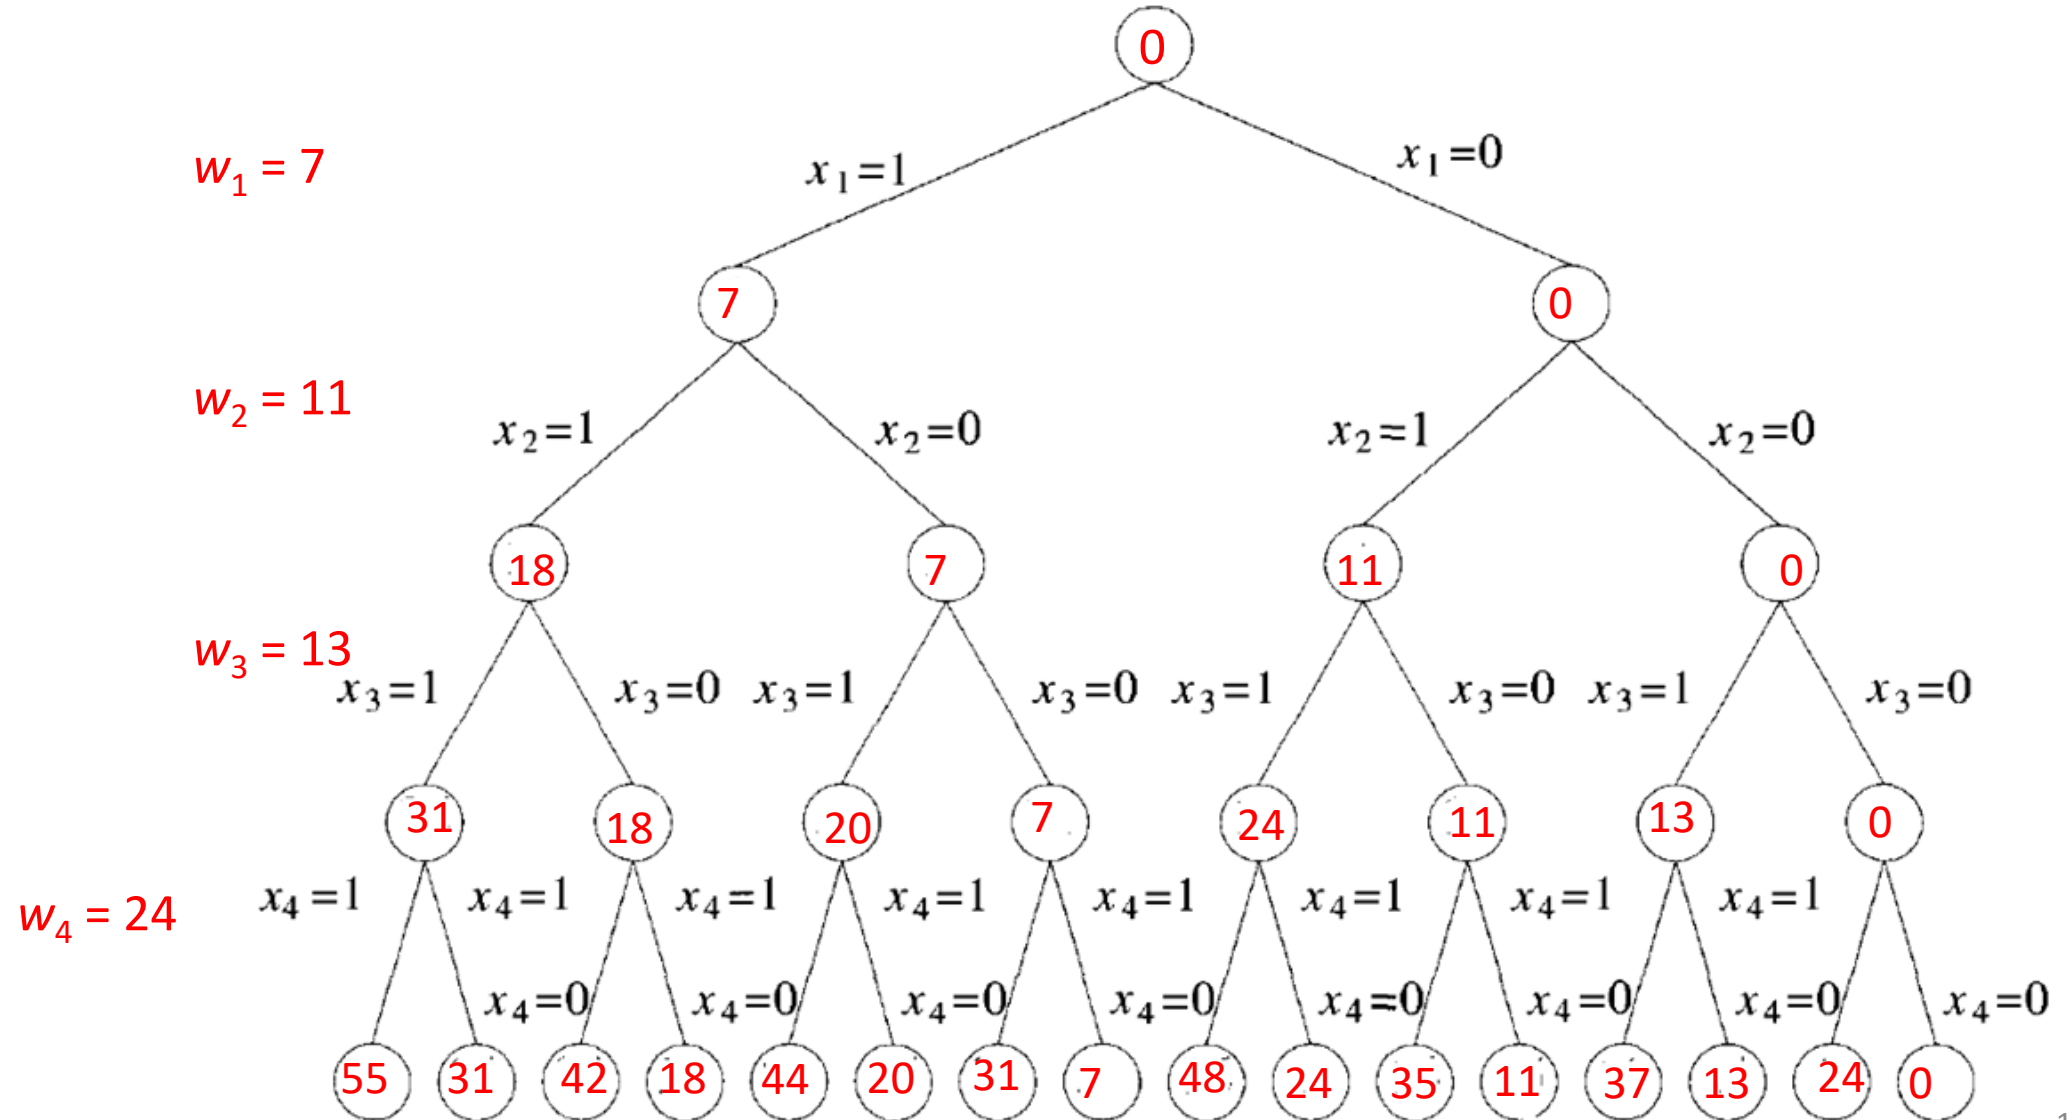 0
w1 = 7
x1=1 x1=0
7 0
w2 = 11
x2=1 x2=0 x2=1 x2=0
18 7 11 0
w3 = 13
x3=1 x3=0 x3=1 x3=0 x3=1 x3=0 x3=1 x3=0
31 18 20 7 24 11 13 0
w4 = 24
x4=1 x4=1 x4=1 x4=1 x4=1 x4=1 x4=1 x4=1
x4=0 x4=0 x4=0 x4=0 x4=0 x4=0 x4=0 x4=0
55 31 42 18 44 20 31 7 48 24 35 11 37 13 24 0